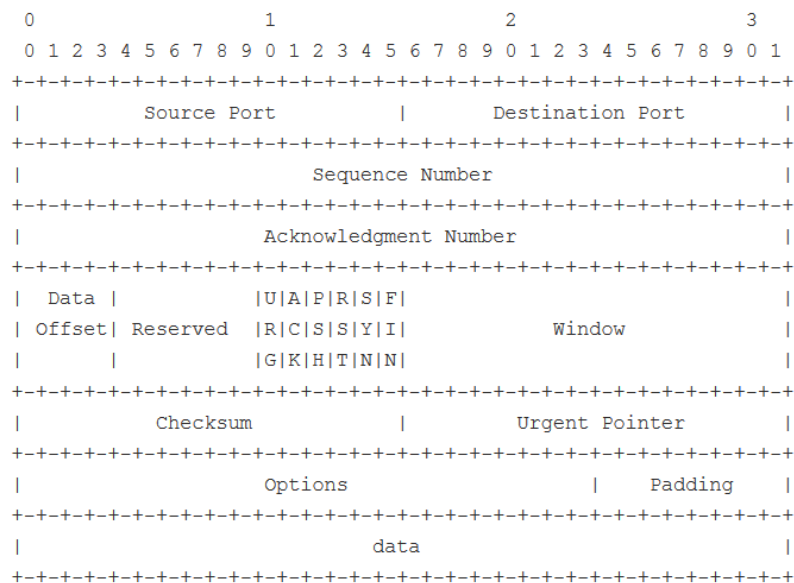 0                   1                   2                   3
 0 1 2 3 4 5 6 7 8 9 0 1 2 3 4 5 6 7 8 9 0 1 2 3 4 5 6 7 8 9 0 1
+-+-+-+-+-+-+-+-+-+-+-+-+-+-+-+-+-+-+-+-+-+-+-+-+-+-+-+-+-+-+-+-+
|          Source Port          |       Destination Port        |
+-+-+-+-+-+-+-+-+-+-+-+-+-+-+-+-+-+-+-+-+-+-+-+-+-+-+-+-+-+-+-+-+
|                        Sequence Number                        |
+-+-+-+-+-+-+-+-+-+-+-+-+-+-+-+-+-+-+-+-+-+-+-+-+-+-+-+-+-+-+-+-+
|                    Acknowledgment Number                      |
+-+-+-+-+-+-+-+-+-+-+-+-+-+-+-+-+-+-+-+-+-+-+-+-+-+-+-+-+-+-+-+-+
|  Data |           |U|A|P|R|S|F|                               |
| Offset| Reserved  |R|C|S|S|Y|I|            Window             |
|       |           |G|K|H|T|N|N|                               |
+-+-+-+-+-+-+-+-+-+-+-+-+-+-+-+-+-+-+-+-+-+-+-+-+-+-+-+-+-+-+-+-+
|           Checksum            |         Urgent Pointer        |
+-+-+-+-+-+-+-+-+-+-+-+-+-+-+-+-+-+-+-+-+-+-+-+-+-+-+-+-+-+-+-+-+
|                    Options                    |    Padding    |
+-+-+-+-+-+-+-+-+-+-+-+-+-+-+-+-+-+-+-+-+-+-+-+-+-+-+-+-+-+-+-+-+
|                             data                              |
+-+-+-+-+-+-+-+-+-+-+-+-+-+-+-+-+-+-+-+-+-+-+-+-+-+-+-+-+-+-+-+-+